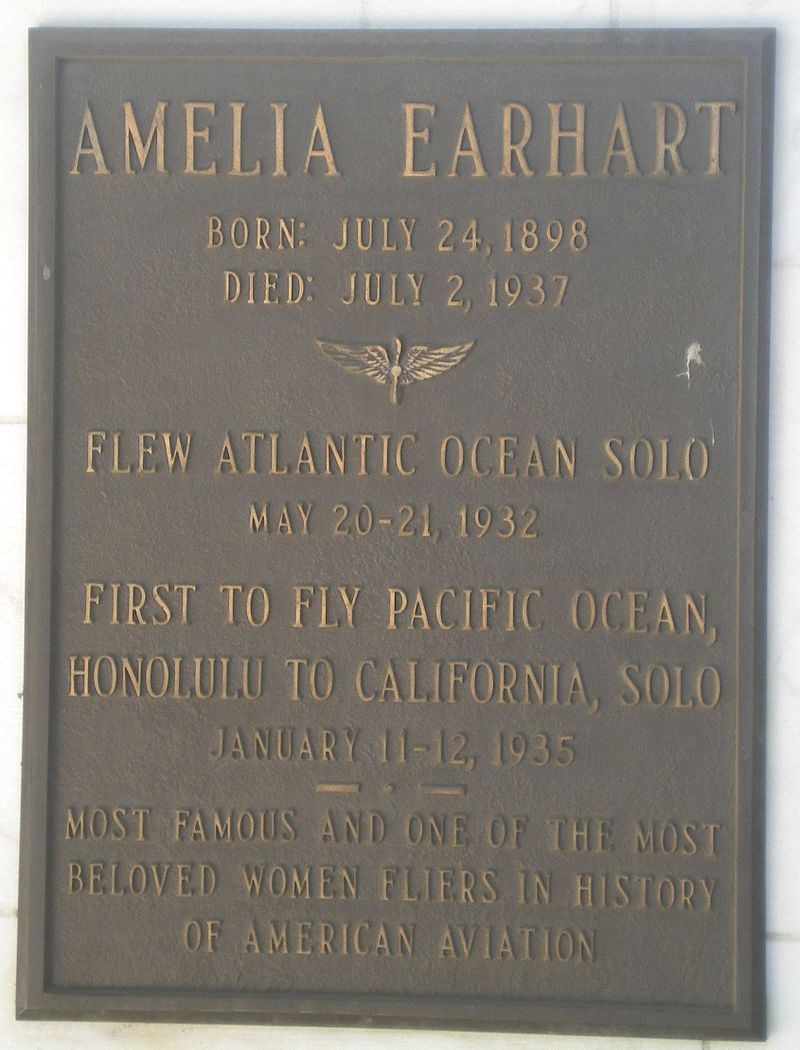 AMELIA EARHART
BORN: JULY 24, 1898
DIED: JULY 2, 1937
FLEW ATLANTIC OCEAN SOLO
MAY 20-21, 1932
FIRST TO FLY PACIFIC OCEAN,
HONOLULU TO CALIFORNIA, SOLO
JANUARY 11-12, 1935
MOST FAMOUS AND ONE OF THE MOST
BELOVED WOMEN FLIERS IN HISTORY
OF AMERICAN AVIATION